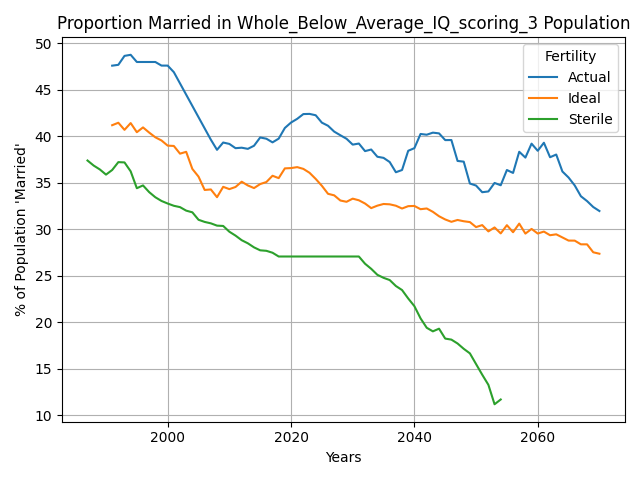 Proportion Married in Whole_Below_Average_IQ_scoring_3 Population
% of Population 'Married'
50
45
40
35
30
25
20
15
10
Fertility
Actual
Ideal
Sterile
2000
2020
2040
2060
Years